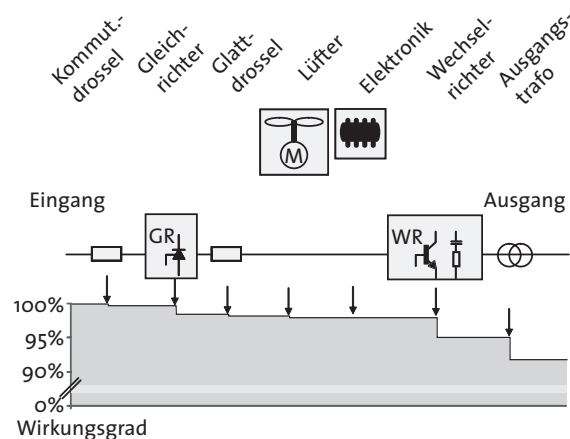 Kommut.-
drossel
Gleich-
richter
Glatt-
drossel
Lüfter
Elektronik
Wechsel-
richter
Ausgangs-
trafo
M
Eingang
Ausgang
GR
WR
100%
95%
90%
0%
Wirkungsgrad